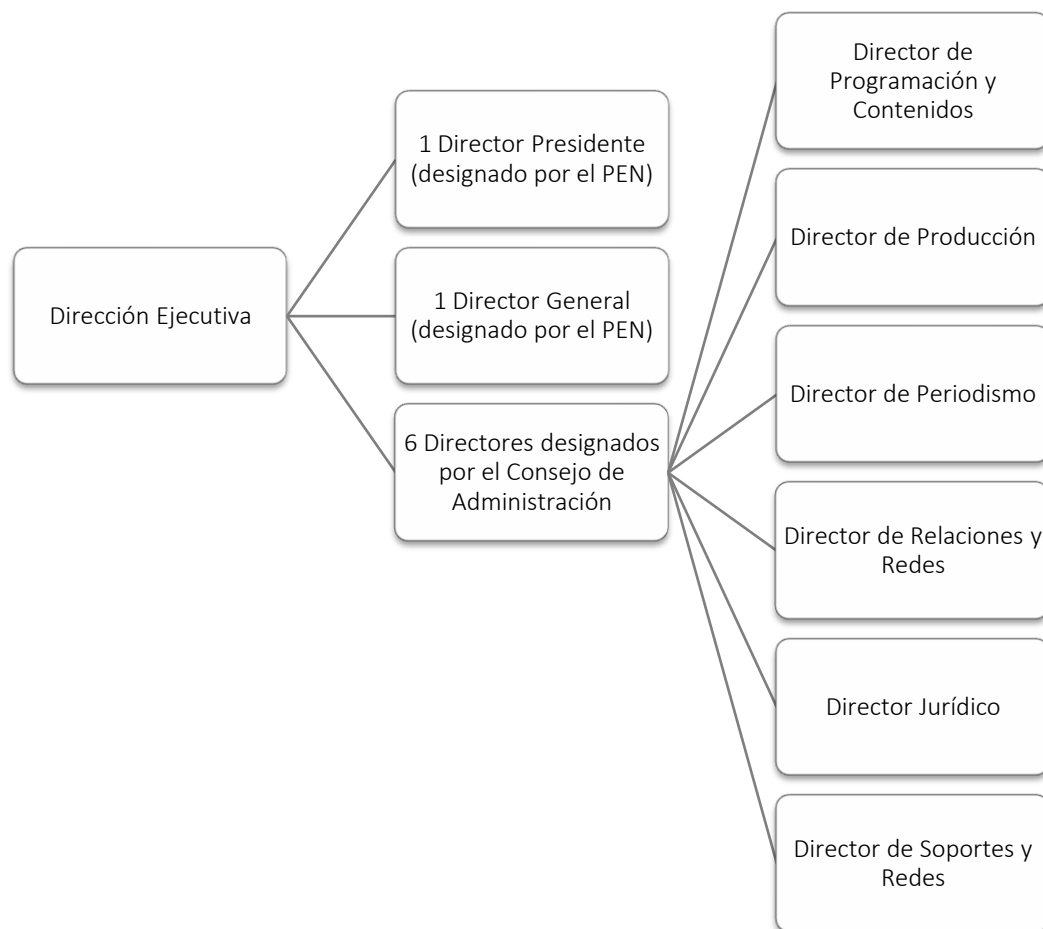 Dirección Ejecutiva
1 Director Presidente
(designado por el PEN)
1 Director General
(designado por el PEN)
6 Directores designados
por el Consejo de
Administración
Director de
Programación y
Contenidos
Director de Producción
Director de Periodismo
Director de Relaciones y
Redes
Director Jurídico
Director de Soportes y
Redes